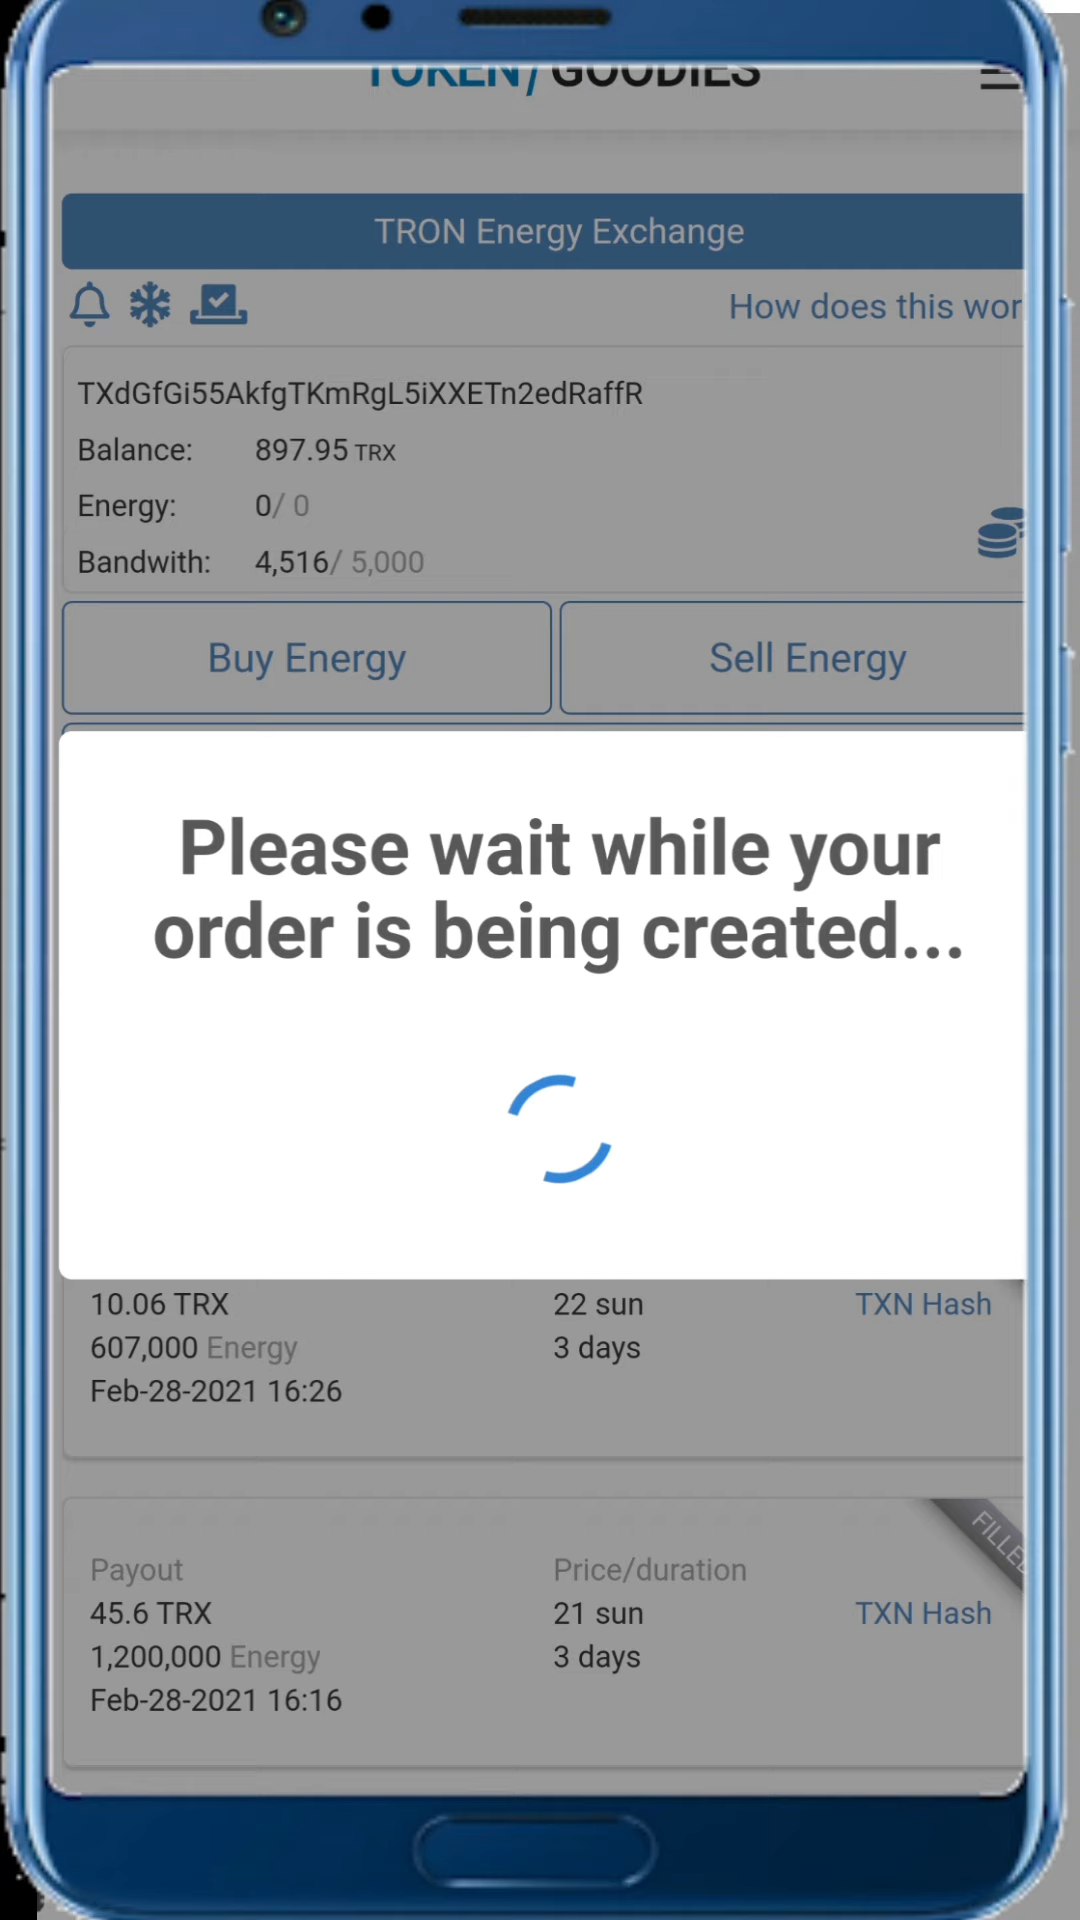 TOKEN/GOODIES
TRON Energy Exchange
How does this wor
TXdGfGi55AkfgTKmRgL5iXXETn2edRaffR
Balance: 897.95 TRX
Energy: 0/ 0
Bandwith: 4,516/ 5,000
Buy Energy Sell Energy
Please wait while your
order is being created...
10.06 TRX 22 sun TXN Hash
607,000 Energy 3 days
Feb-28-2021 16:26
FILLED
Payout Price/duration
45.6 TRX 21 sun TXN Hash
1,200,000 Energy 3 days
Feb-28-2021 16:16